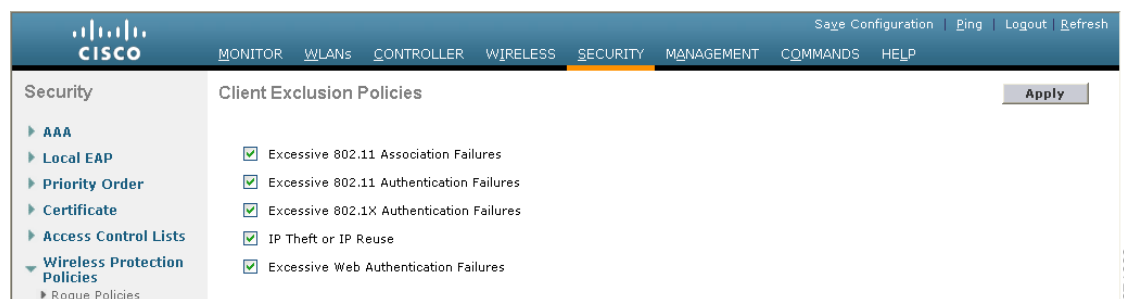 Save Configuration | Ping | Logout | Refresh
CISCO
MONITOR WLANs CONTROLLER WIRELESS SECURITY MANAGEMENT COMMANDS HELP
Security
Client Exclusion Policies
Apply
AAA
Local EAP
Priority Order
Certificate
Access Control Lists
Wireless Protection
Policies
Rogue Policies
Excessive 802.11 Association Failures
Excessive 802.11 Authentication Failures
Excessive 802.1X Authentication Failures
IP Theft or IP Reuse
Excessive Web Authentication Failures